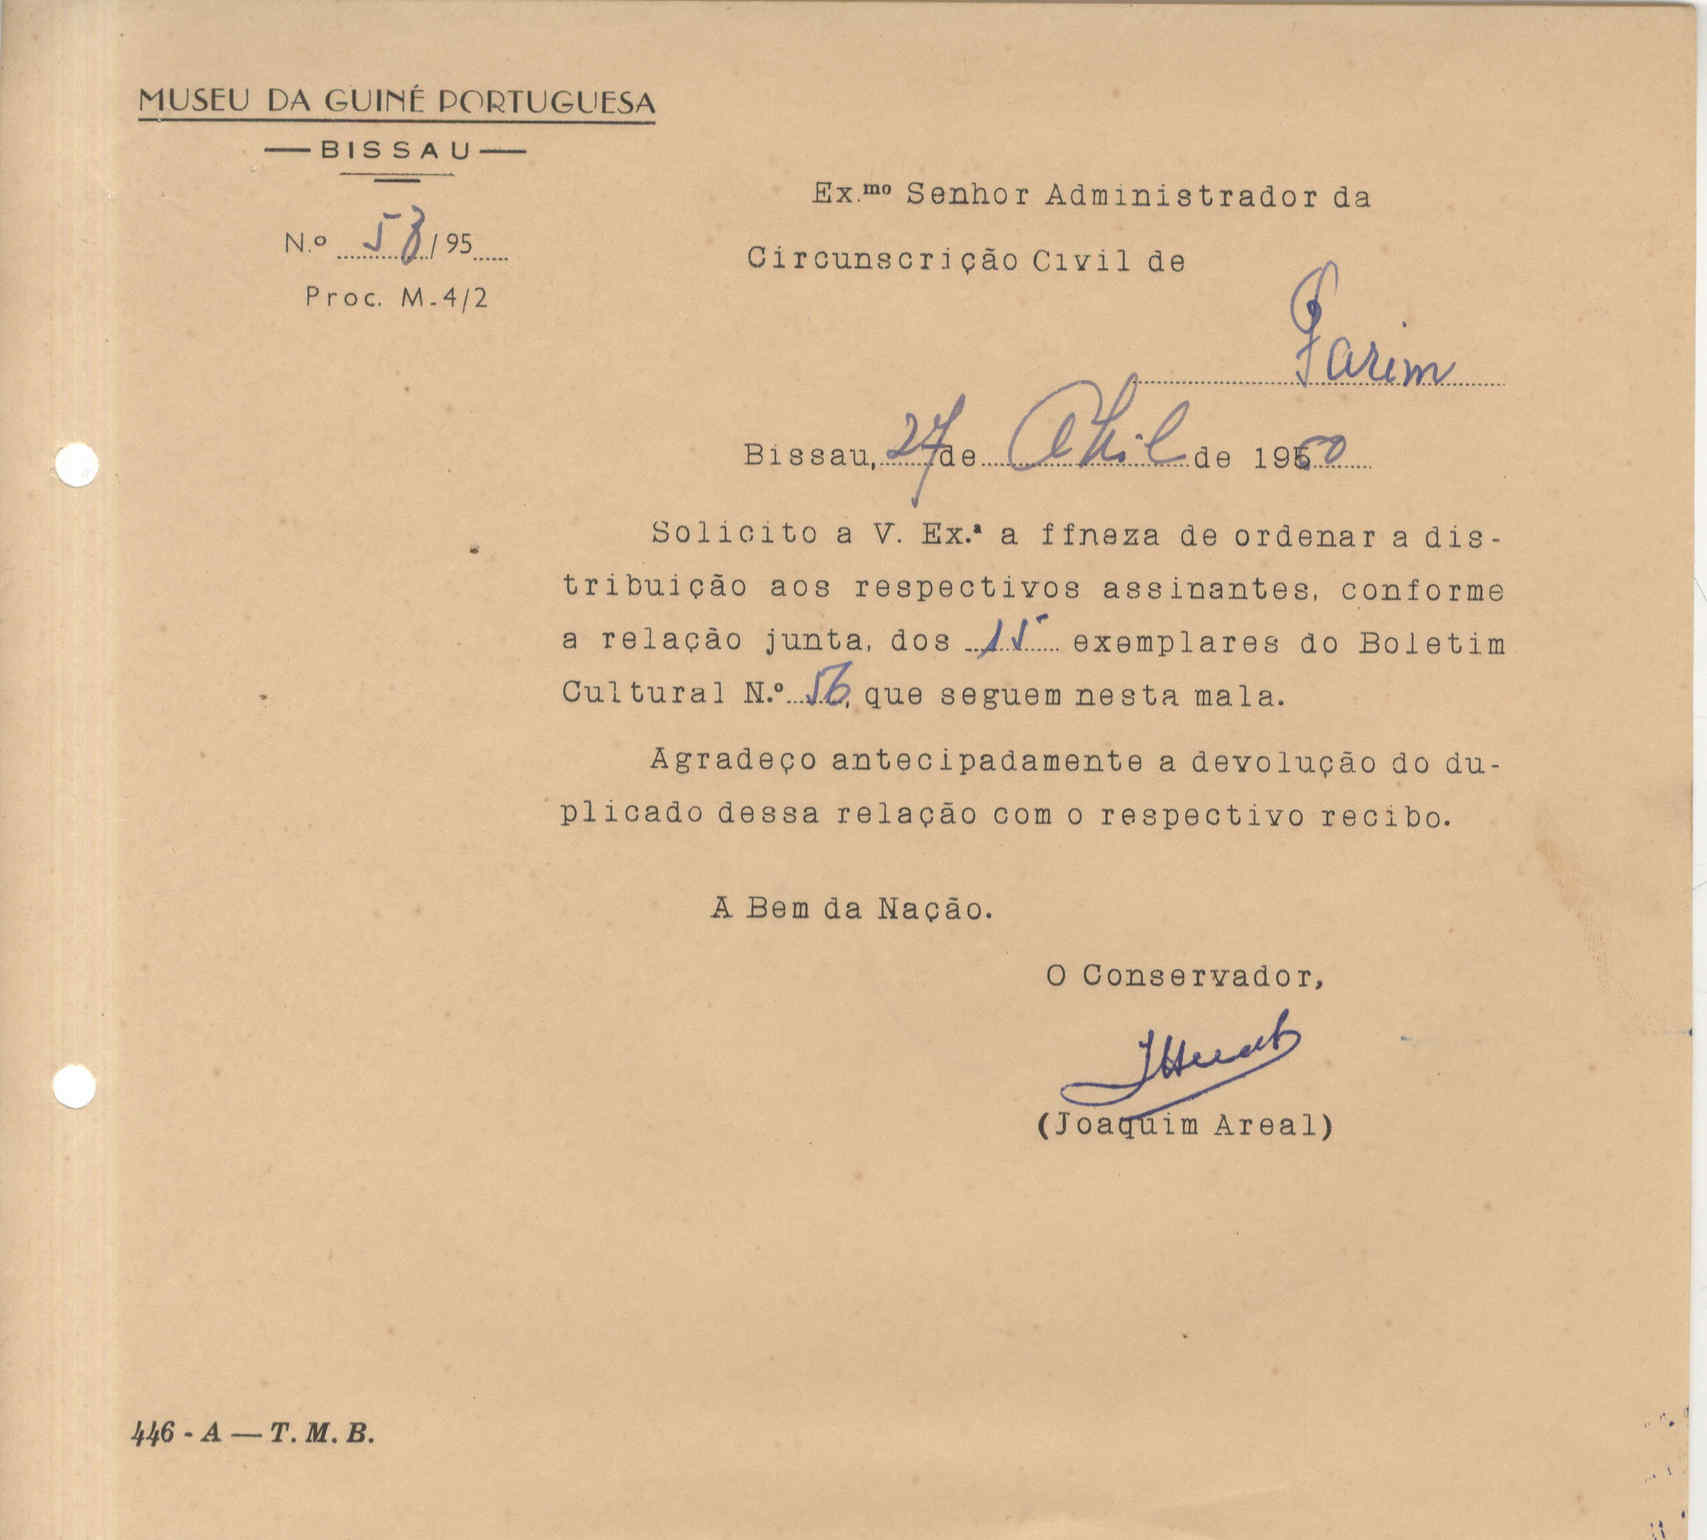 MUSEU DA GUINÉ PORTUGUESA
BISSAU
N.º 58/95
Proc. M-4/2
Ex.mo Senhor Administrador da
Circunscrição Civil de
Farim
Bissau, 27 de Abril de 1960
Solicito a V. Ex.ª a ffneza de ordenar a dis-
tribuição aos respectivos assinantes, conforme
a relação junta, dos 15 exemplares do Boletim
Cultural N.º 56, que seguem nesta mala.
Agradeço antecipadamente a devolução do du-
plicado dessa relação com o respectivo recibo.
A Bem da Nação.
O Conservador,
(Joaquim Areal)
446 - A — T. M. B.